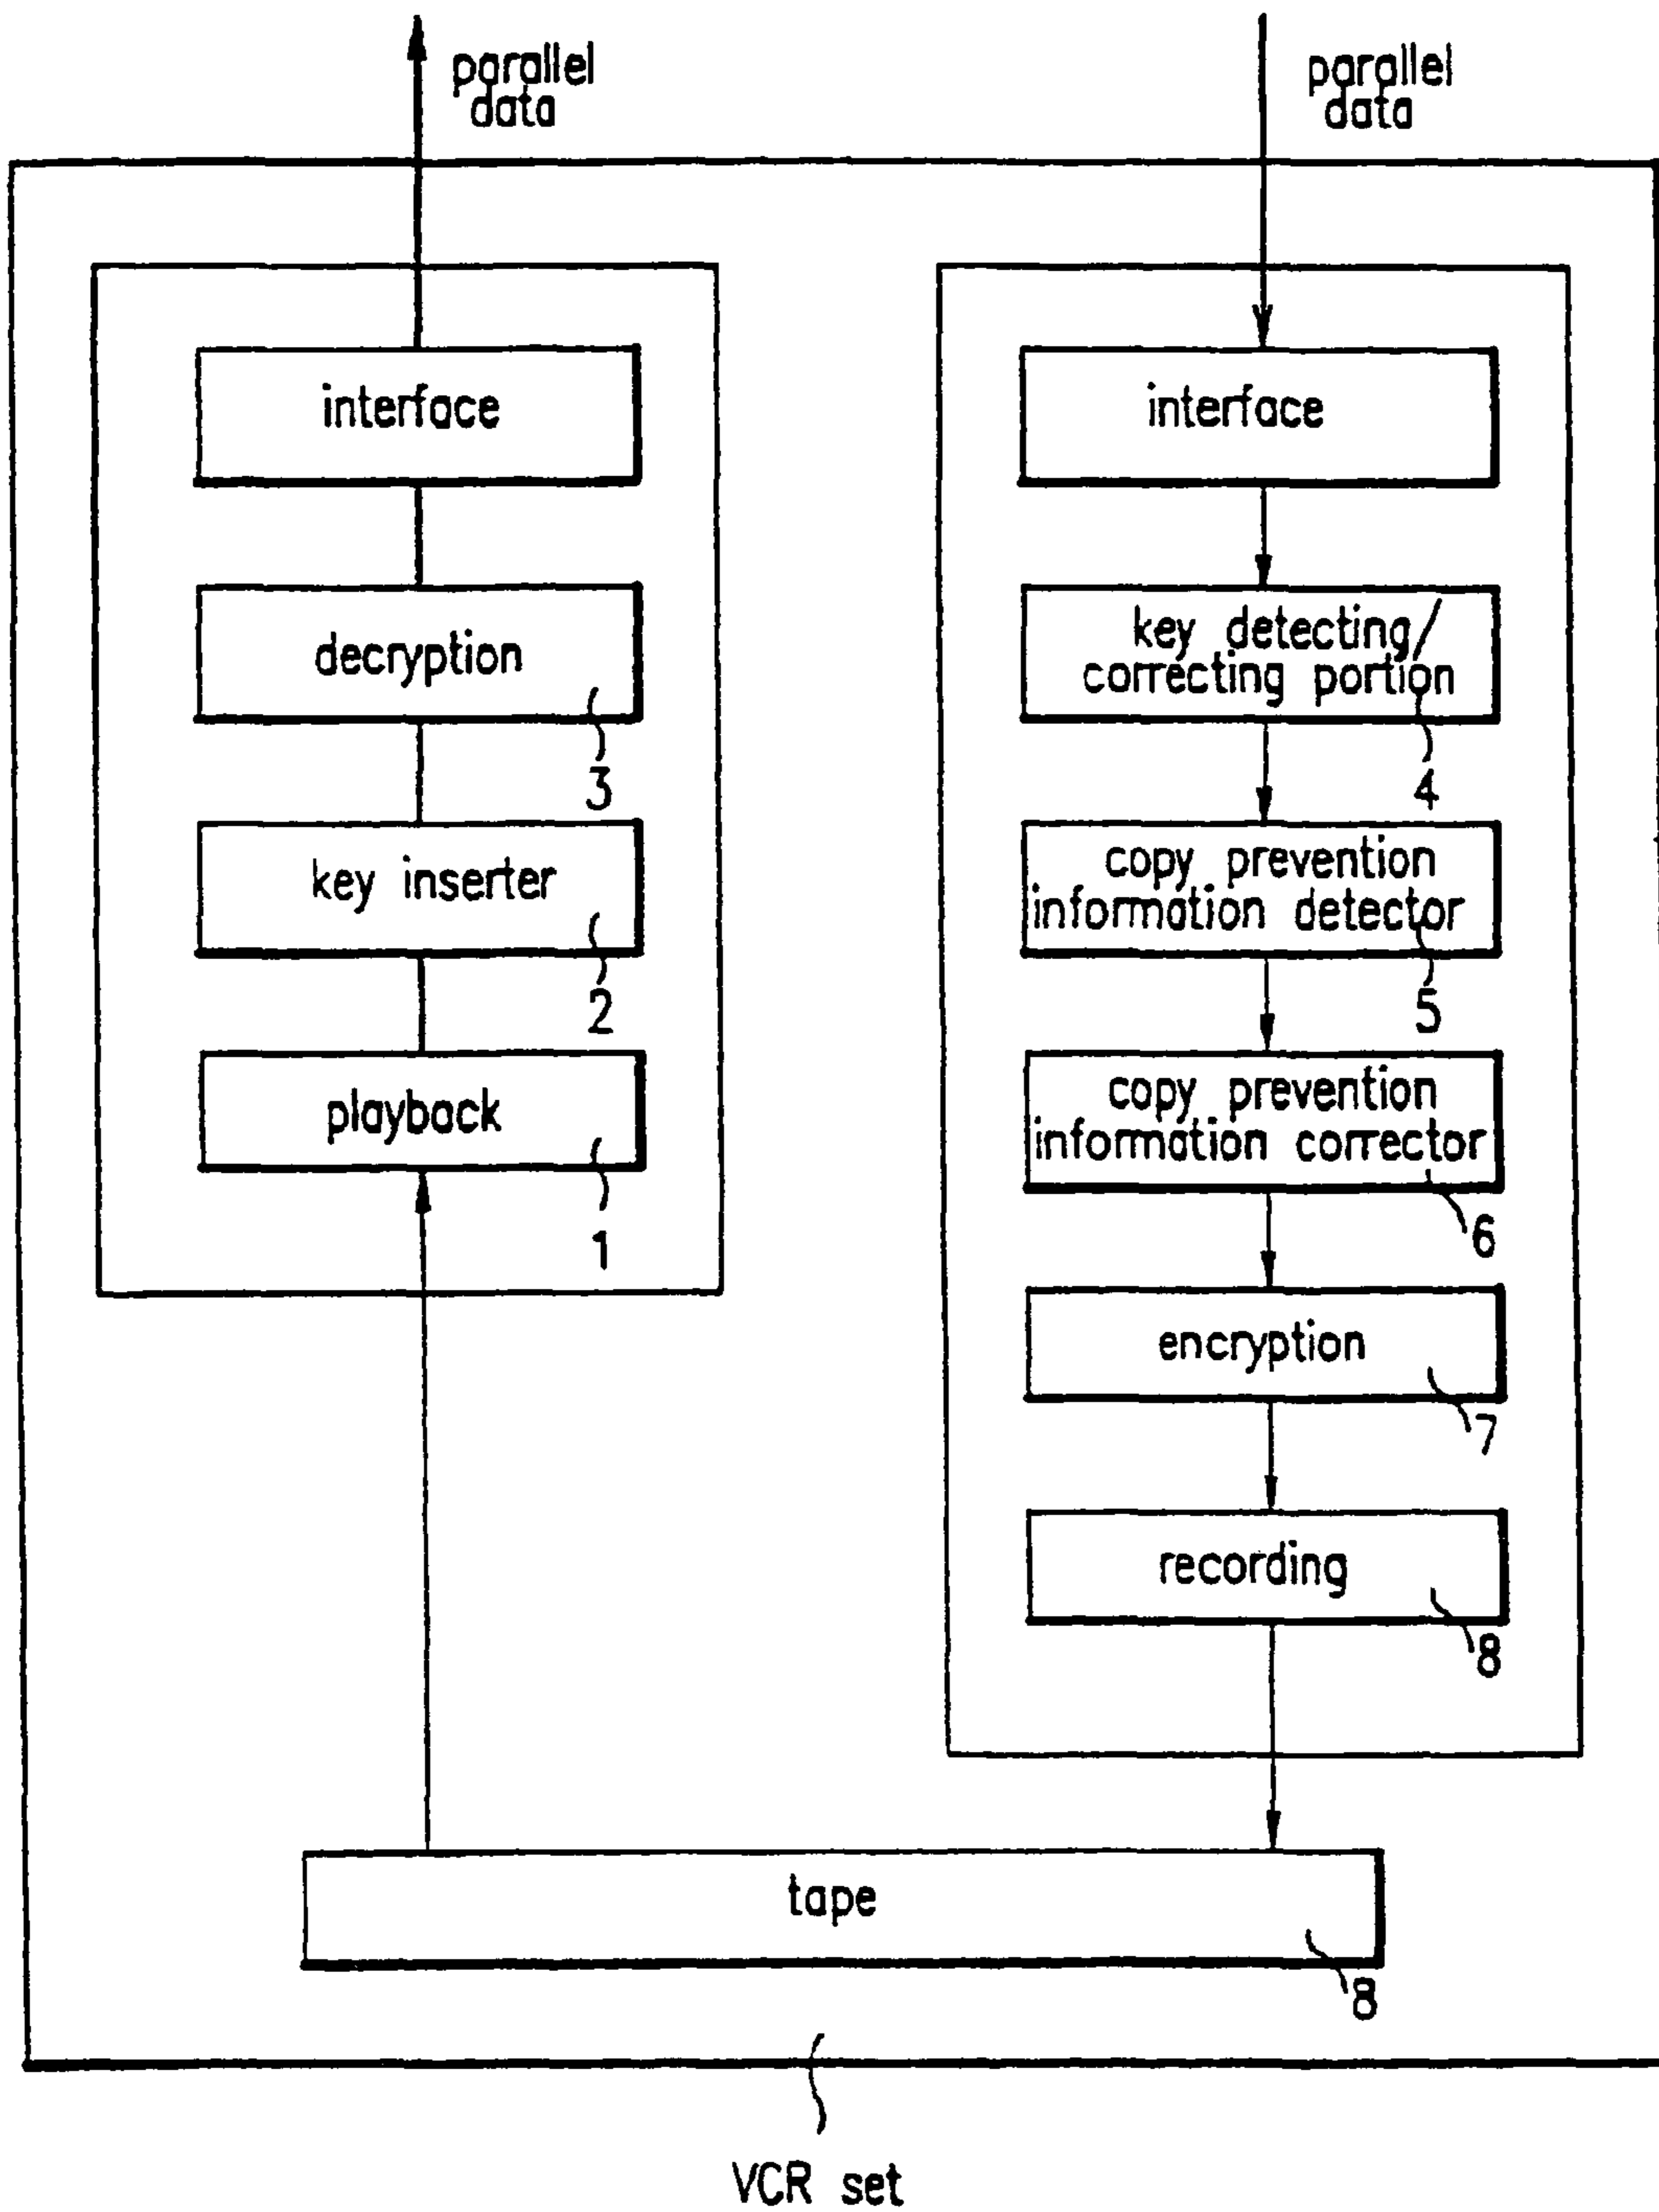 parallel
data
parallel
data
interface
decryption
3
key inserter
2
playback
1
interface
key detecting/
correcting portion
4
copy prevention
information detector
5
copy prevention
information corrector
6
encryption
7
recording
8
tape
8
VCR set